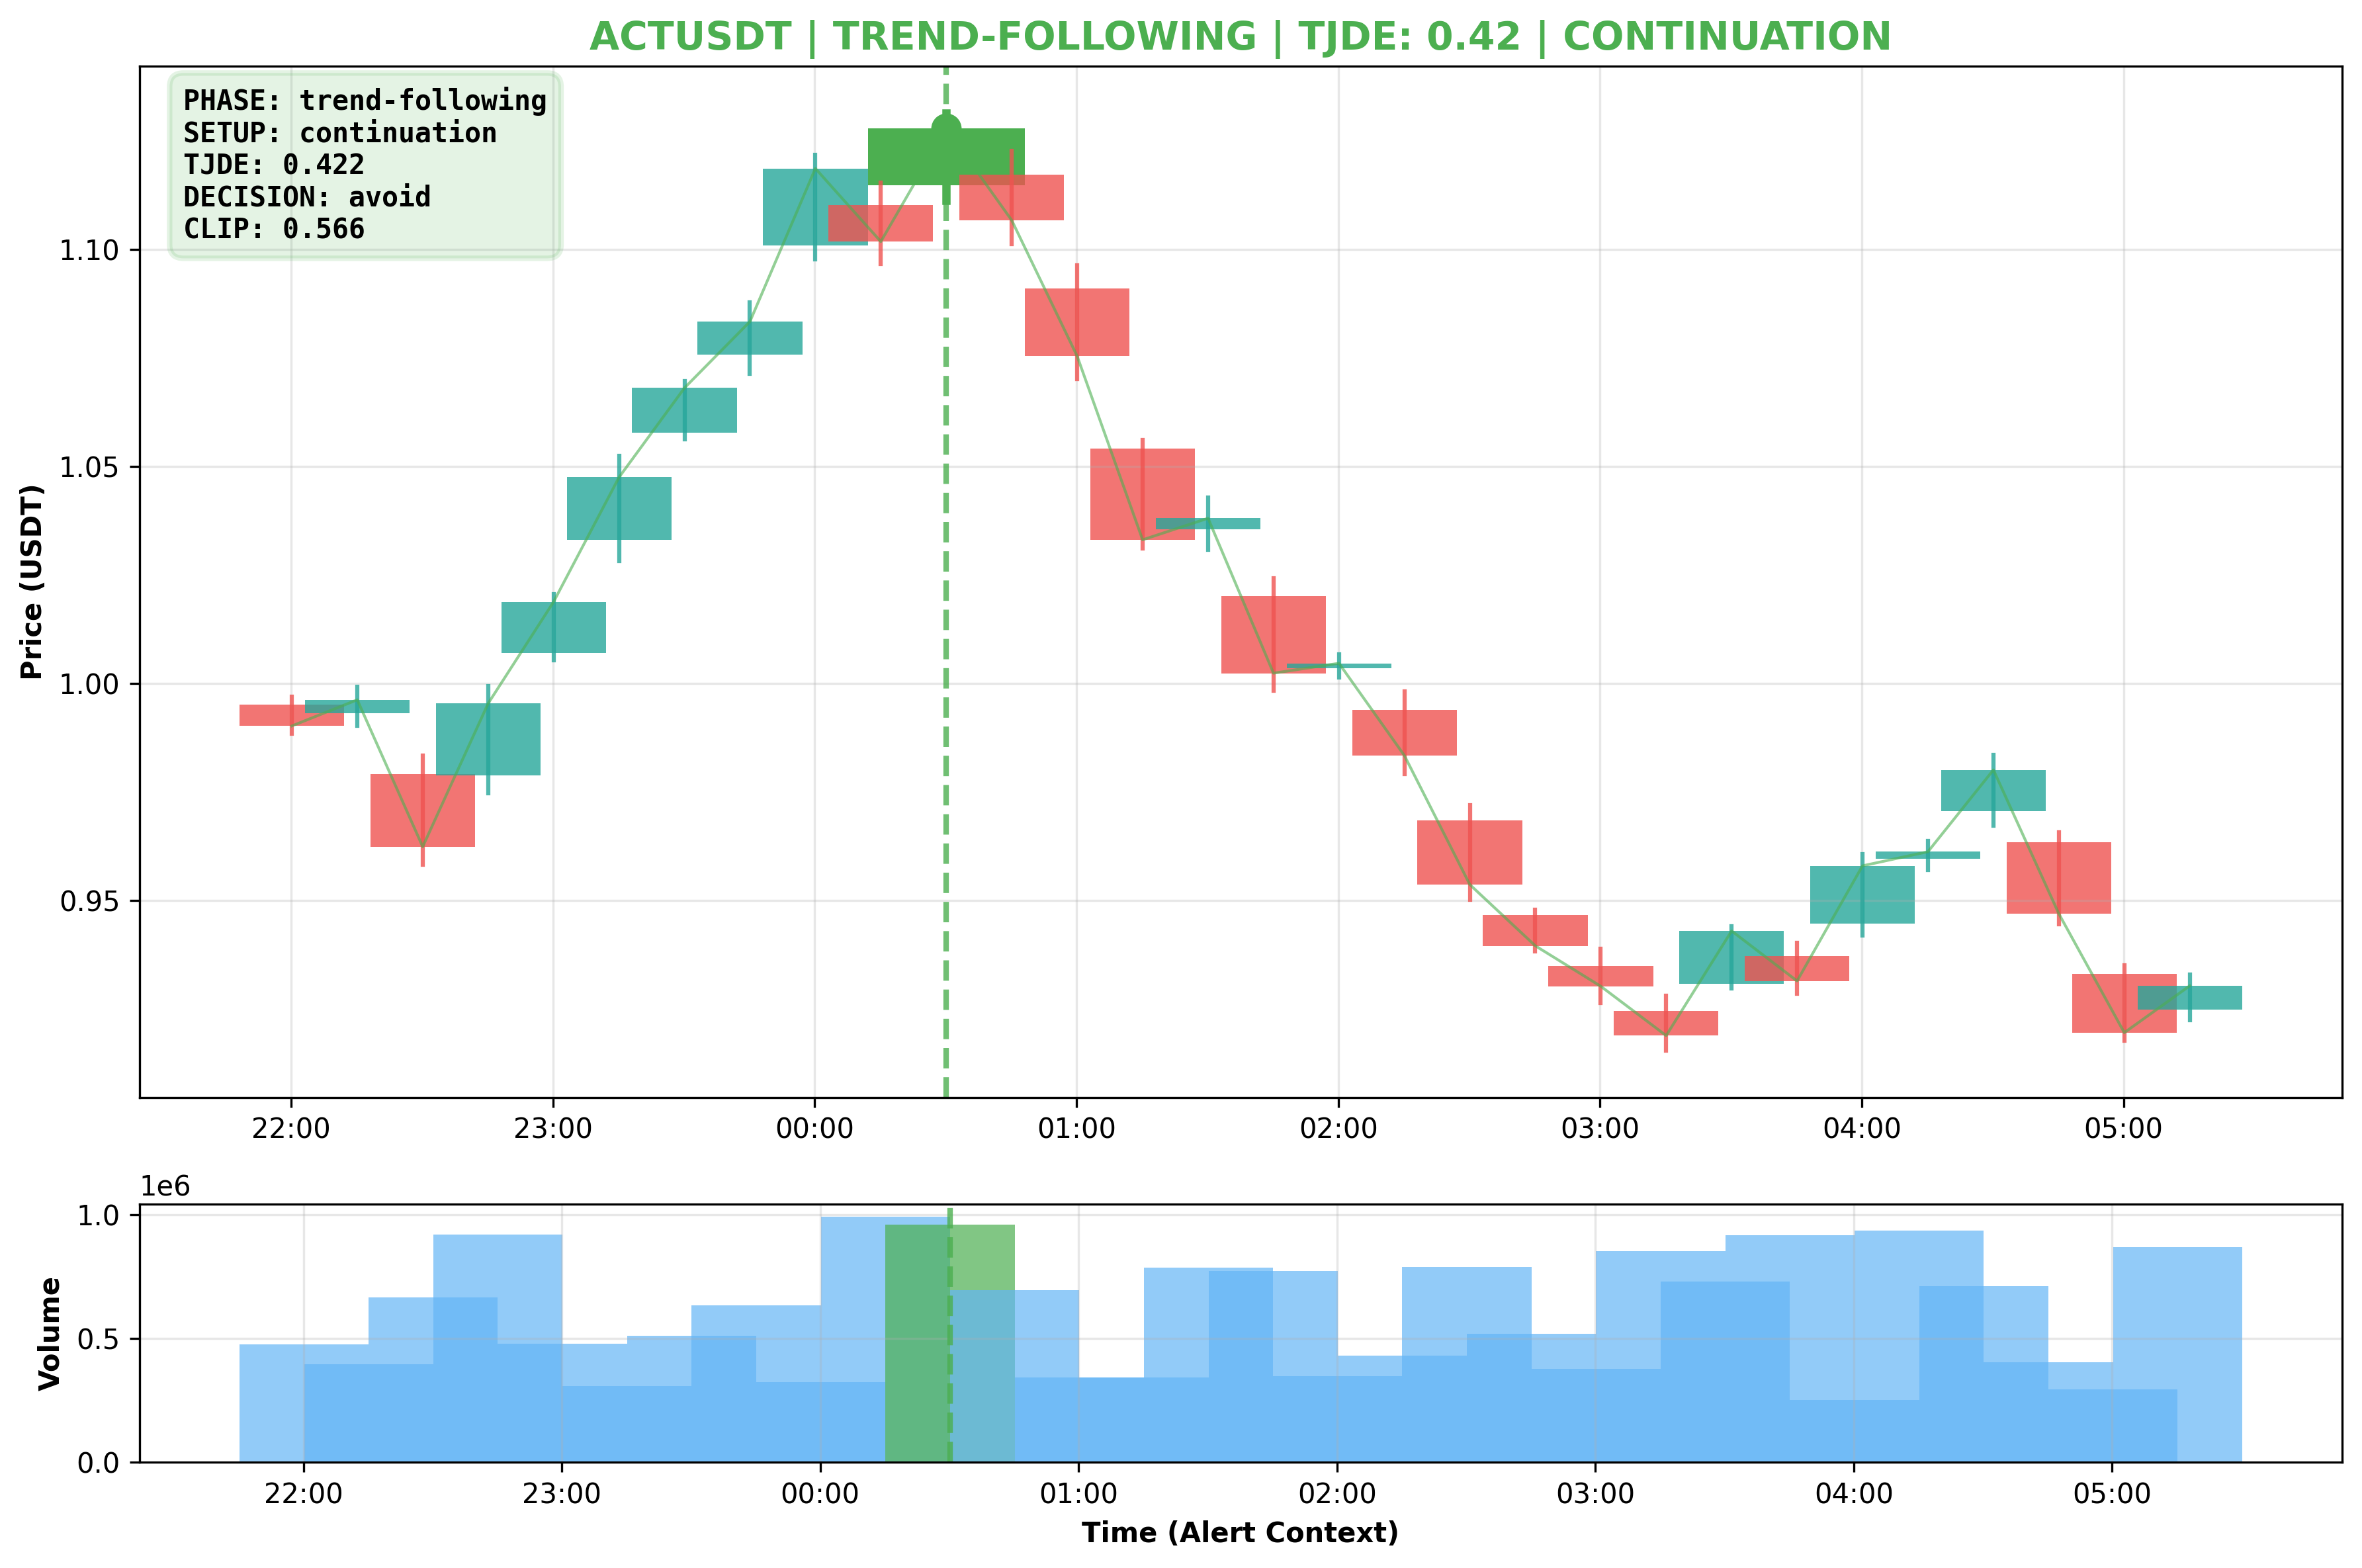 ACTUSDT | TREND-FOLLOWING | TJDE: 0.42 | CONTINUATION
PHASE: trend-following
SETUP: continuation
TJDE: 0.422
DECISION: avoid
CLIP: 0.566
Price (USDT)
1.10
1.05
1.00
0.95
22:00 23:00 00:00 01:00 02:00 03:00 04:00 05:00
1e6
Volume
1.0
0.5
0.0
22:00 23:00 00:00 01:00 02:00 03:00 04:00 05:00
Time (Alert Context)